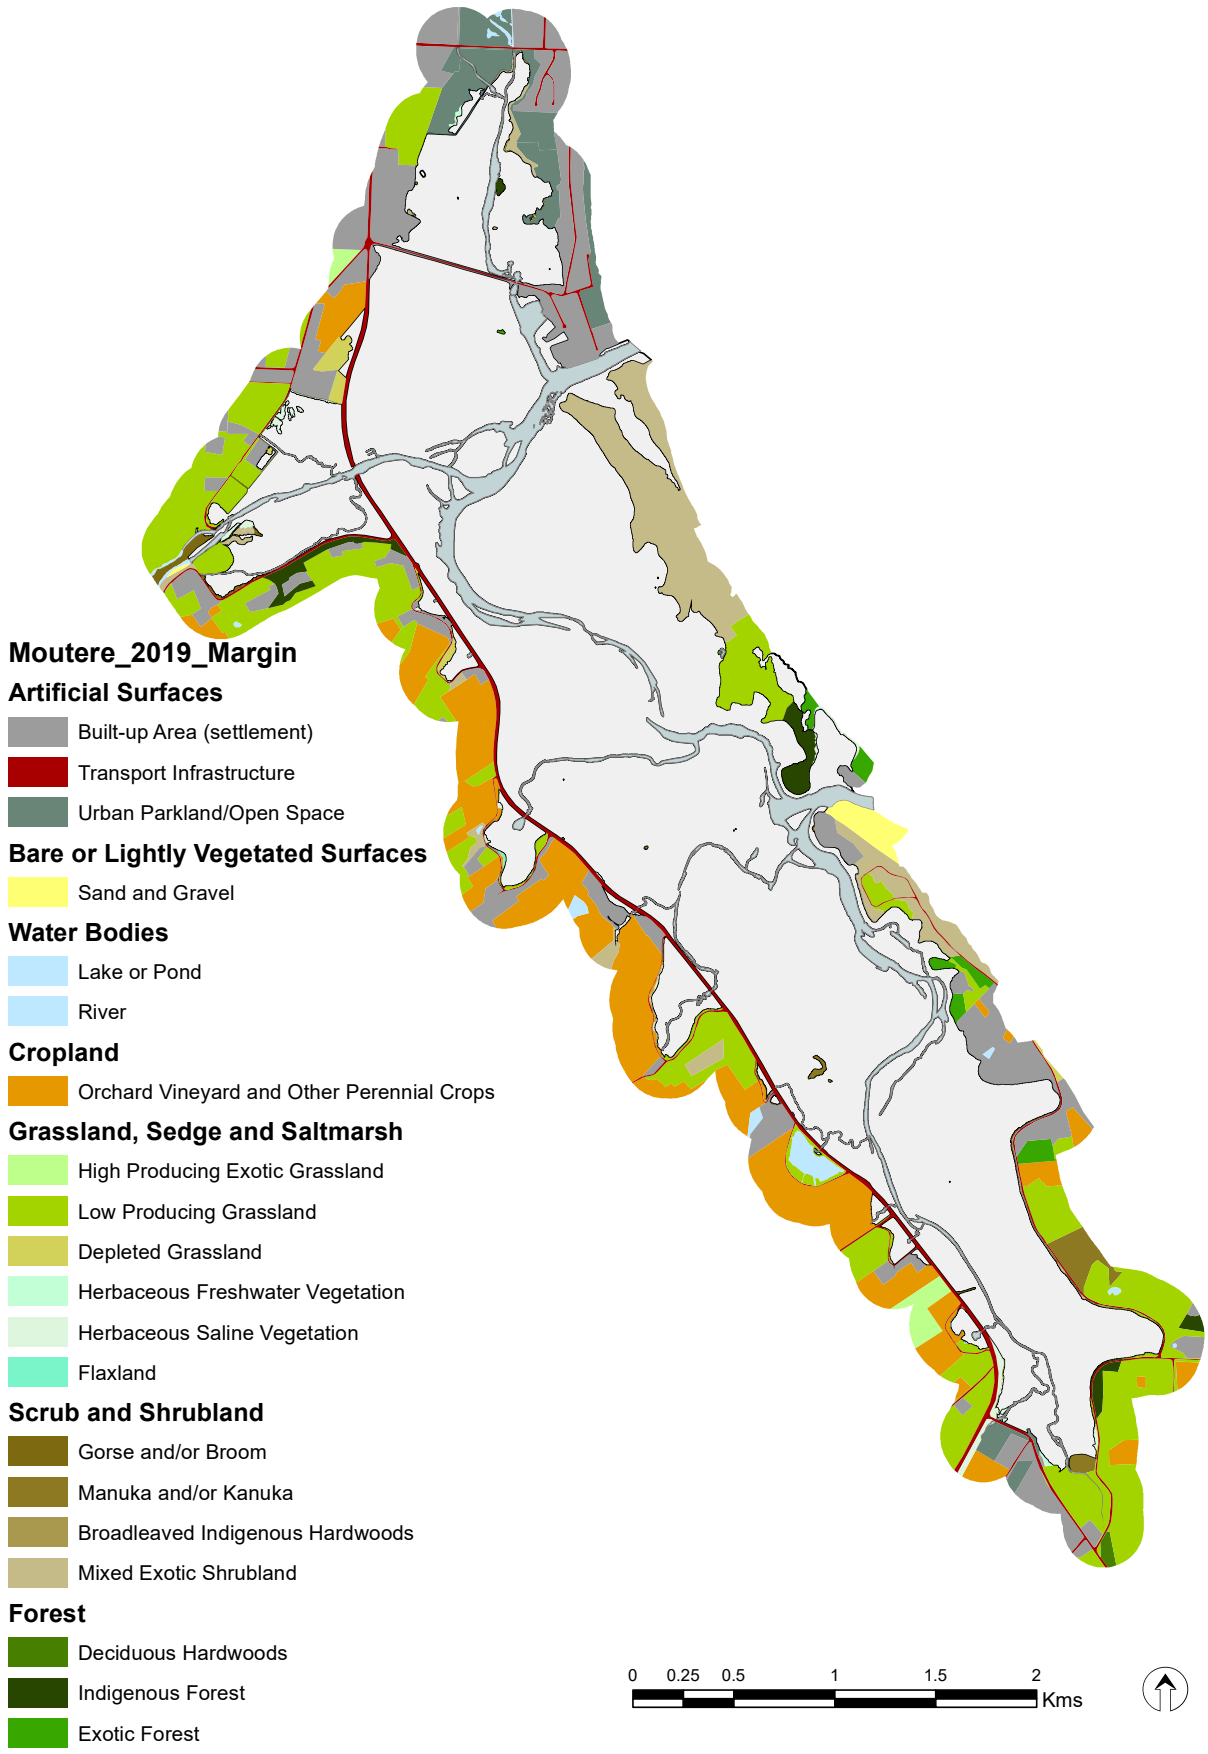 Moutere_2019_Margin
Artificial Surfaces
Built-up Area (settlement)
Transport Infrastructure
Urban Parkland/Open Space
Bare or Lightly Vegetated Surfaces
Sand and Gravel
Water Bodies
Lake or Pond
River
Cropland
Orchard Vineyard and Other Perennial Crops
Grassland, Sedge and Saltmarsh
High Producing Exotic Grassland
Low Producing Grassland
Depleted Grassland
Herbaceous Freshwater Vegetation
Herbaceous Saline Vegetation
Flaxland
Scrub and Shrubland
Gorse and/or Broom
Manuka and/or Kanuka
Broadleaved Indigenous Hardwoods
Mixed Exotic Shrubland
Forest
Deciduous Hardwoods
Indigenous Forest
Exotic Forest
0 0.25 0.5 1 1.5 2
Kms